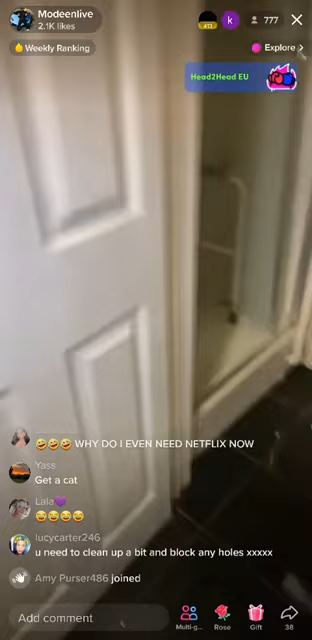 Modeenlive
2.1K likes
k
777
Weekly Ranking
Explore >
Head2Head EU
🤣🤣🤣 WHY DO I EVEN NEED NETFLIX NOW
Yass
Get a cat
Lala💜
😂😂😂😂
lucycarter246
u need to clean up a bit and block any holes xxxxx
Amy Purser486 joined
Add comment
Multi-g...
Rose
Gift
38